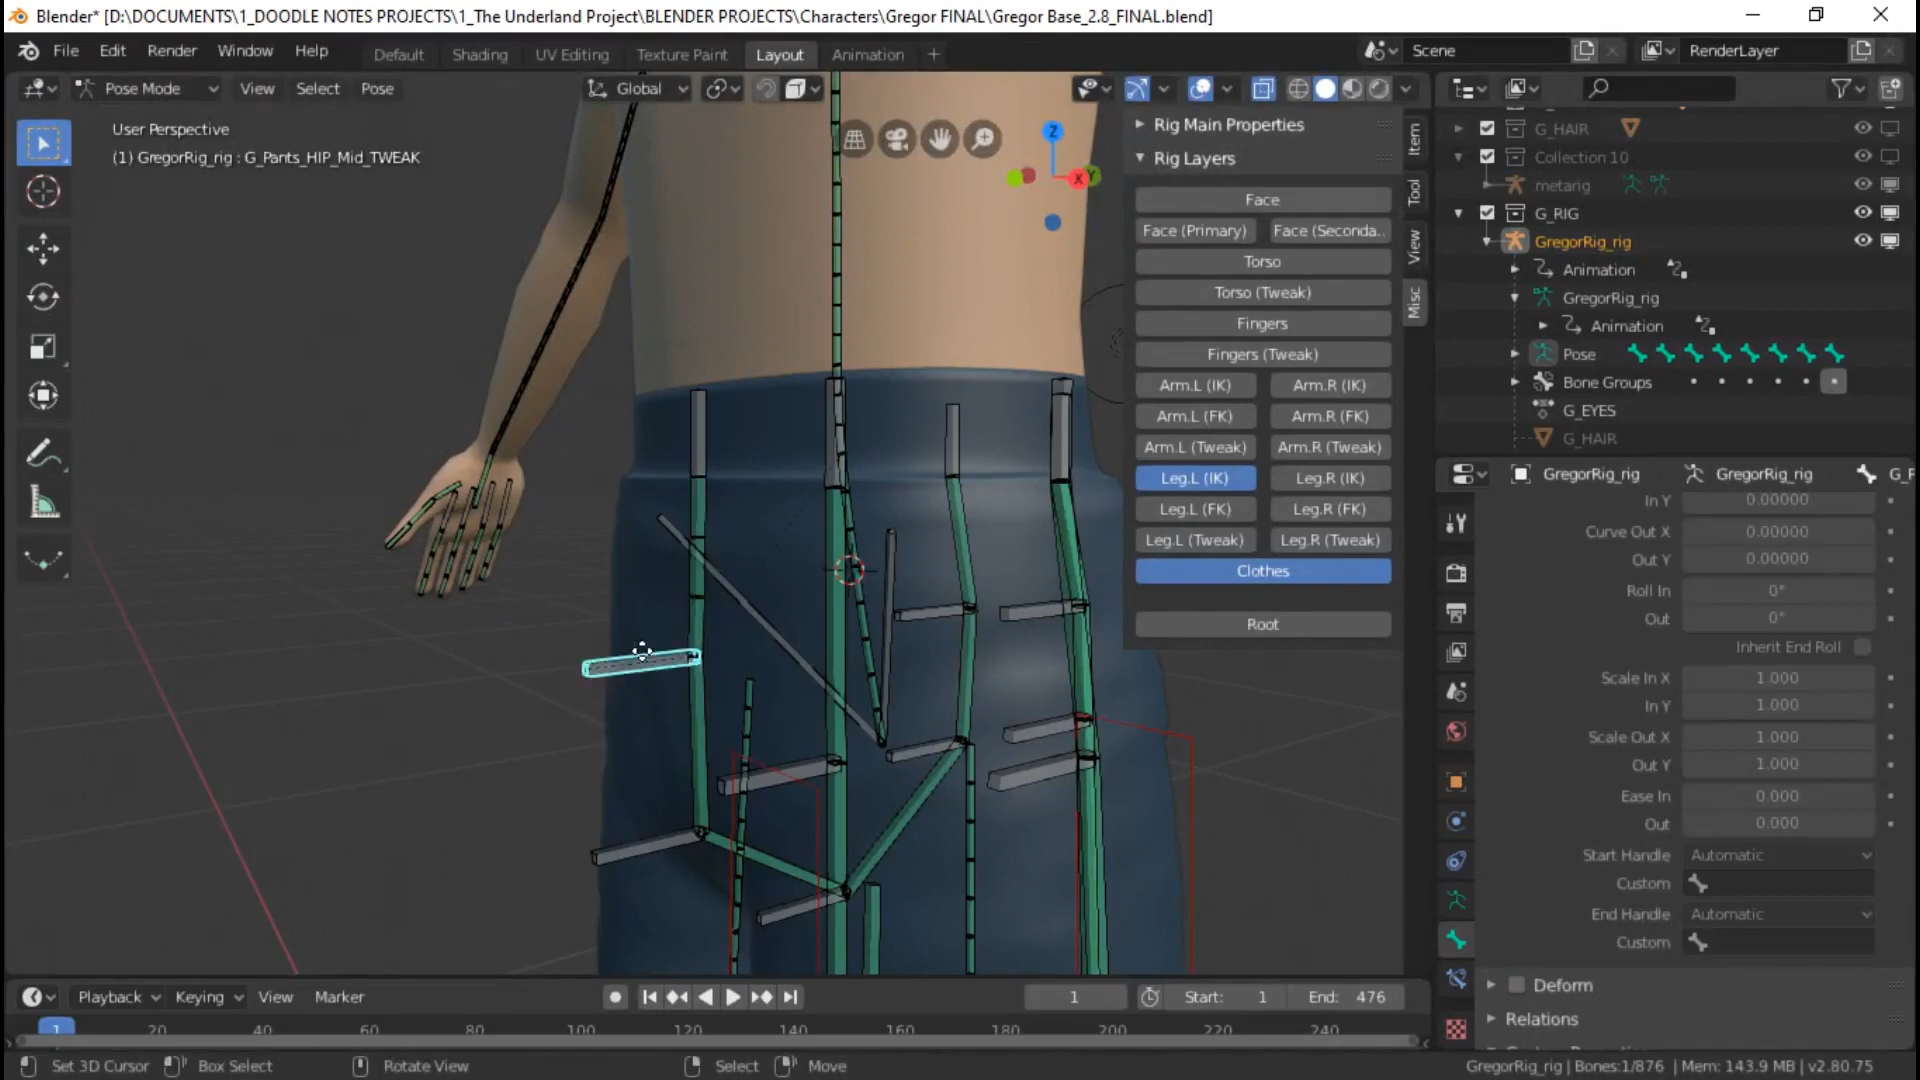 Blender* [D:\DOCUMENTS\1_DOODLE NOTES PROJECTS\1_The Underland Project\BLENDER PROJECTS\Characters\Gregor FINAL\Gregor Base_2.8_FINAL.blend]
File Edit Render Window Help Default Shading UV Editing Texture Paint Layout Animation + Scene RenderLayer
Pose Mode View Select Pose Global
User Perspective
(1) GregorRig_rig : G_Pants_HIP_Mid_TWEAK
Z
X
Y
Rig Main Properties
Rig Layers
Face
Face (Primary) Face (Seconda..
Torso
Torso (Tweak)
Fingers
Fingers (Tweak)
Arm.L (IK) Arm.R (IK)
Arm.L (FK) Arm.R (FK)
Arm.L (Tweak) Arm.R (Tweak)
Leg.L (IK) Leg.R (IK)
Leg.L (FK) Leg.R (FK)
Leg.L (Tweak) Leg.R (Tweak)
Clothes
Root
Item
Tool
View
Misc
G_HAIR
Collection 10
metarig
G_RIG
GregorRig_rig
Animation
GregorRig_rig
Animation
Pose
Bone Groups
G_EYES
G_HAIR
GregorRig_rig GregorRig_rig
In Y 0.00000
Curve Out X 0.00000
Out Y 0.00000
Roll In 0°
Out 0°
Inherit End Roll
Scale In X 1.000
In Y 1.000
Scale Out X 1.000
Out Y 1.000
Ease In 0.000
Out 0.000
Start Handle Automatic
Custom
End Handle Automatic
Custom
Deform
Relations
Playback Keying View Marker 1 Start: 1 End: 476
1 20 40 60 80 100 120 140 160 180 200 220 240
Set 3D Cursor Box Select Rotate View Select Move GregorRig_rig | Bones:1/876 | Mem: 143.9 MB | v2.80.75